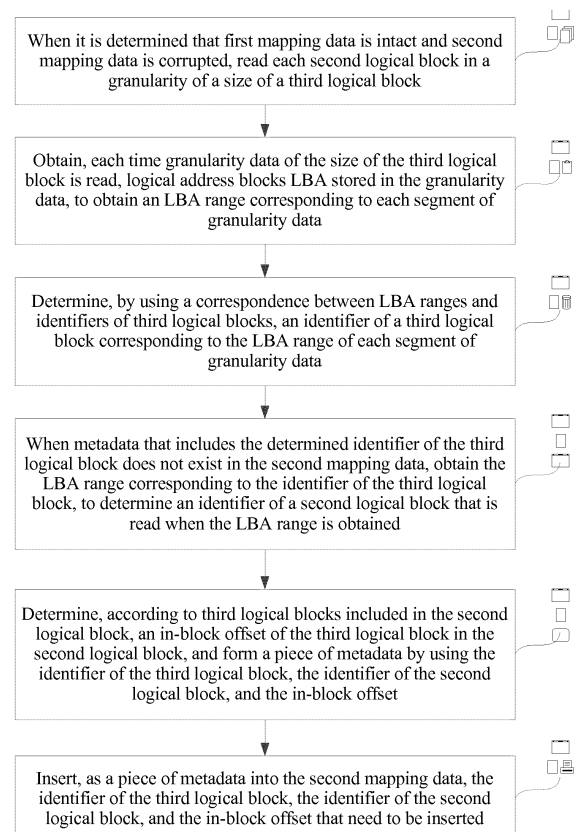 When it is determined that first mapping data is intact and second
mapping data is corrupted, read each second logical block in a
granularity of a size of a third logical block
Obtain, each time granularity data of the size of the third logical
block is read, logical address blocks LBA stored in the granularity
data, to obtain an LBA range corresponding to each segment of
granularity data
Determine, by using a correspondence between LBA ranges and
identifiers of third logical blocks, an identifier of a third logical
block corresponding to the LBA range of each segment of
granularity data
When metadata that includes the determined identifier of the third
logical block does not exist in the second mapping data, obtain the
LBA range corresponding to the identifier of the third logical
block, to determine an identifier of a second logical block that is
read when the LBA range is obtained
Determine, according to third logical blocks included in the second
logical block, an in-block offset of the third logical block in the
second logical block, and form a piece of metadata by using the
identifier of the third logical block, the identifier of the second
logical block, and the in-block offset
Insert, as a piece of metadata into the second mapping data, the
identifier of the third logical block, the identifier of the second
logical block, and the in-block offset that need to be inserted